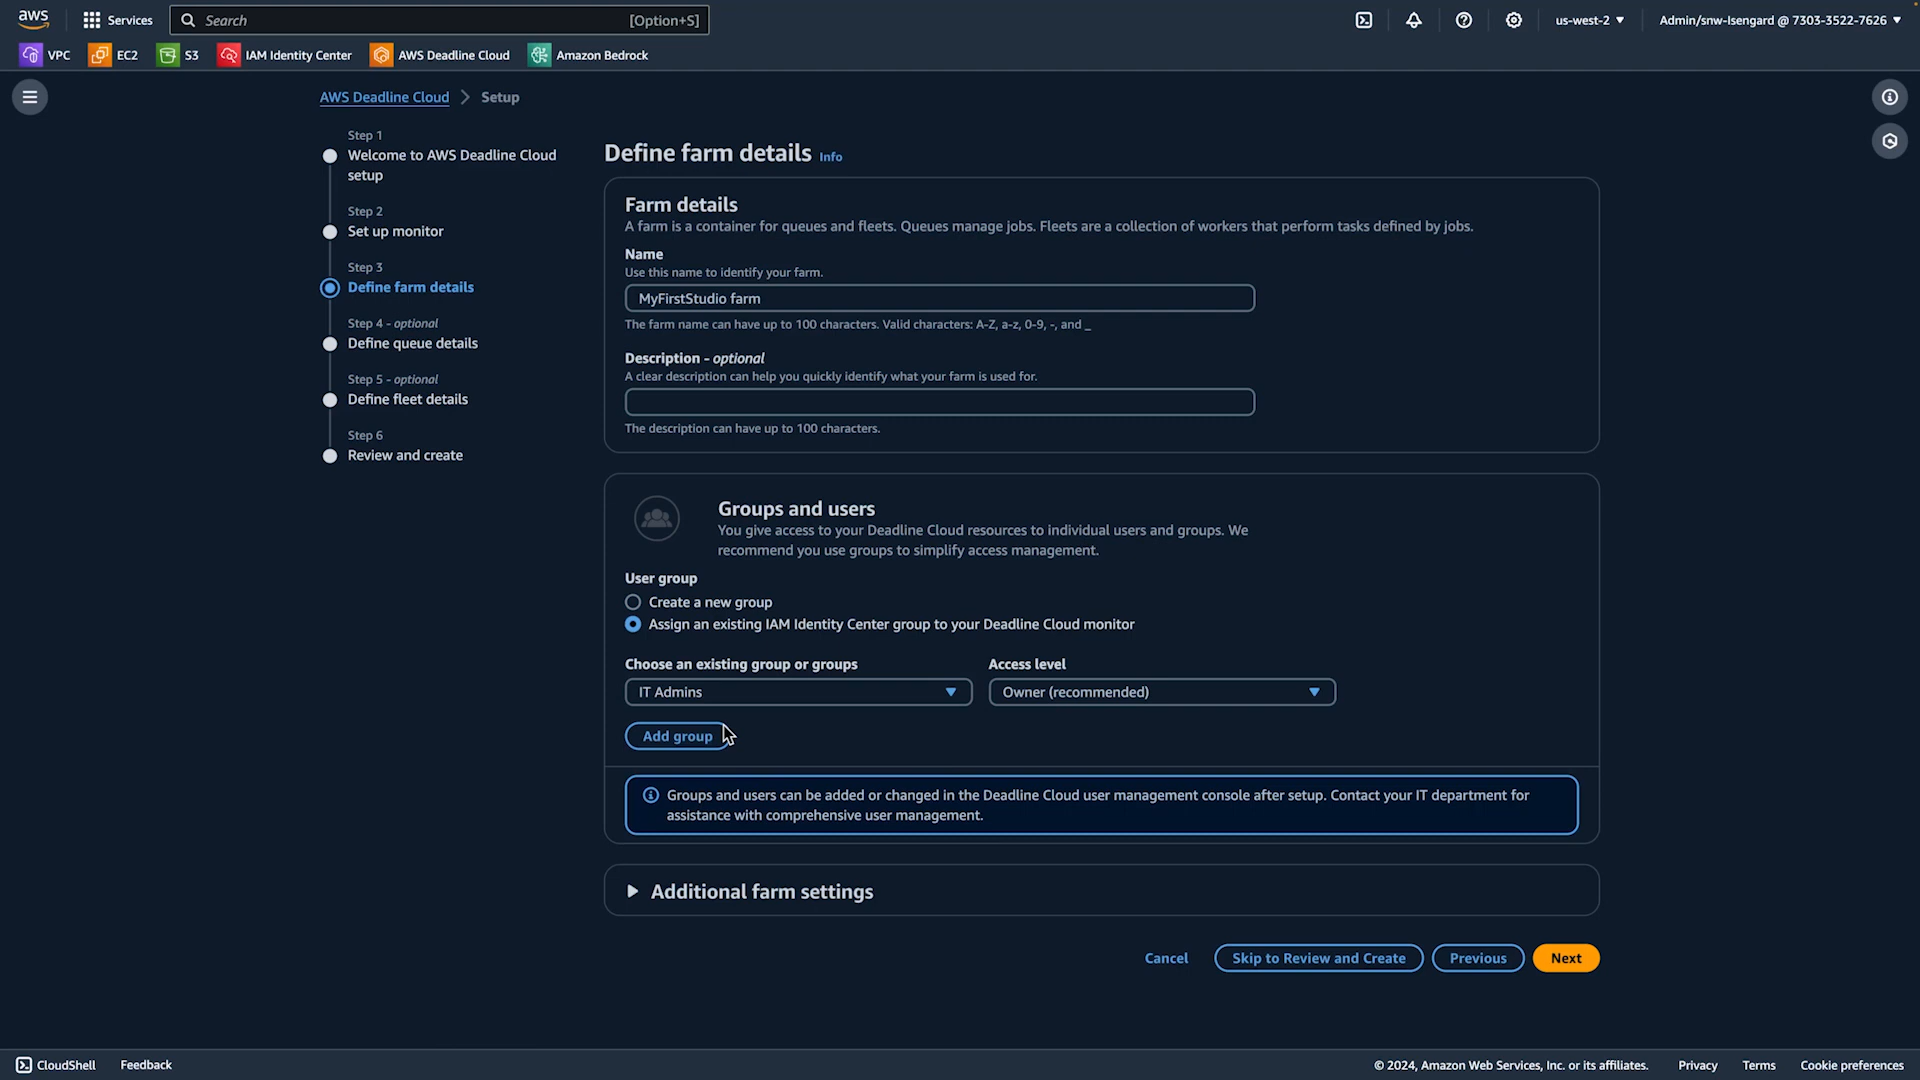 aws
Services
Search
[Option+S]
us-west-2
Admin/snw-Isengard @ 7303-3522-7626
VPC
EC2
S3
IAM Identity Center
AWS Deadline Cloud
Amazon Bedrock
AWS Deadline Cloud
Setup
Step 1
Welcome to AWS Deadline Cloud
setup
Step 2
Set up monitor
Step 3
Define farm details
Step 4 - optional
Define queue details
Step 5 - optional
Define fleet details
Step 6
Review and create
Define farm details Info
Farm details
A farm is a container for queues and fleets. Queues manage jobs. Fleets are a collection of workers that perform tasks defined by jobs.
Name
Use this name to identify your farm.
MyFirstStudio farm
The farm name can have up to 100 characters. Valid characters: A-Z, a-z, 0-9, -, and _
Description - optional
A clear description can help you quickly identify what your farm is used for.
The description can have up to 100 characters.
Groups and users
You give access to your Deadline Cloud resources to individual users and groups. We
recommend you use groups to simplify access management.
User group
Create a new group
Assign an existing IAM Identity Center group to your Deadline Cloud monitor
Choose an existing group or groups
Access level
IT Admins
Owner (recommended)
Add group
Groups and users can be added or changed in the Deadline Cloud user management console after setup. Contact your IT department for
assistance with comprehensive user management.
Additional farm settings
Cancel
Skip to Review and Create
Previous
Next
CloudShell
Feedback
© 2024, Amazon Web Services, Inc. or its affiliates.
Privacy
Terms
Cookie preferences